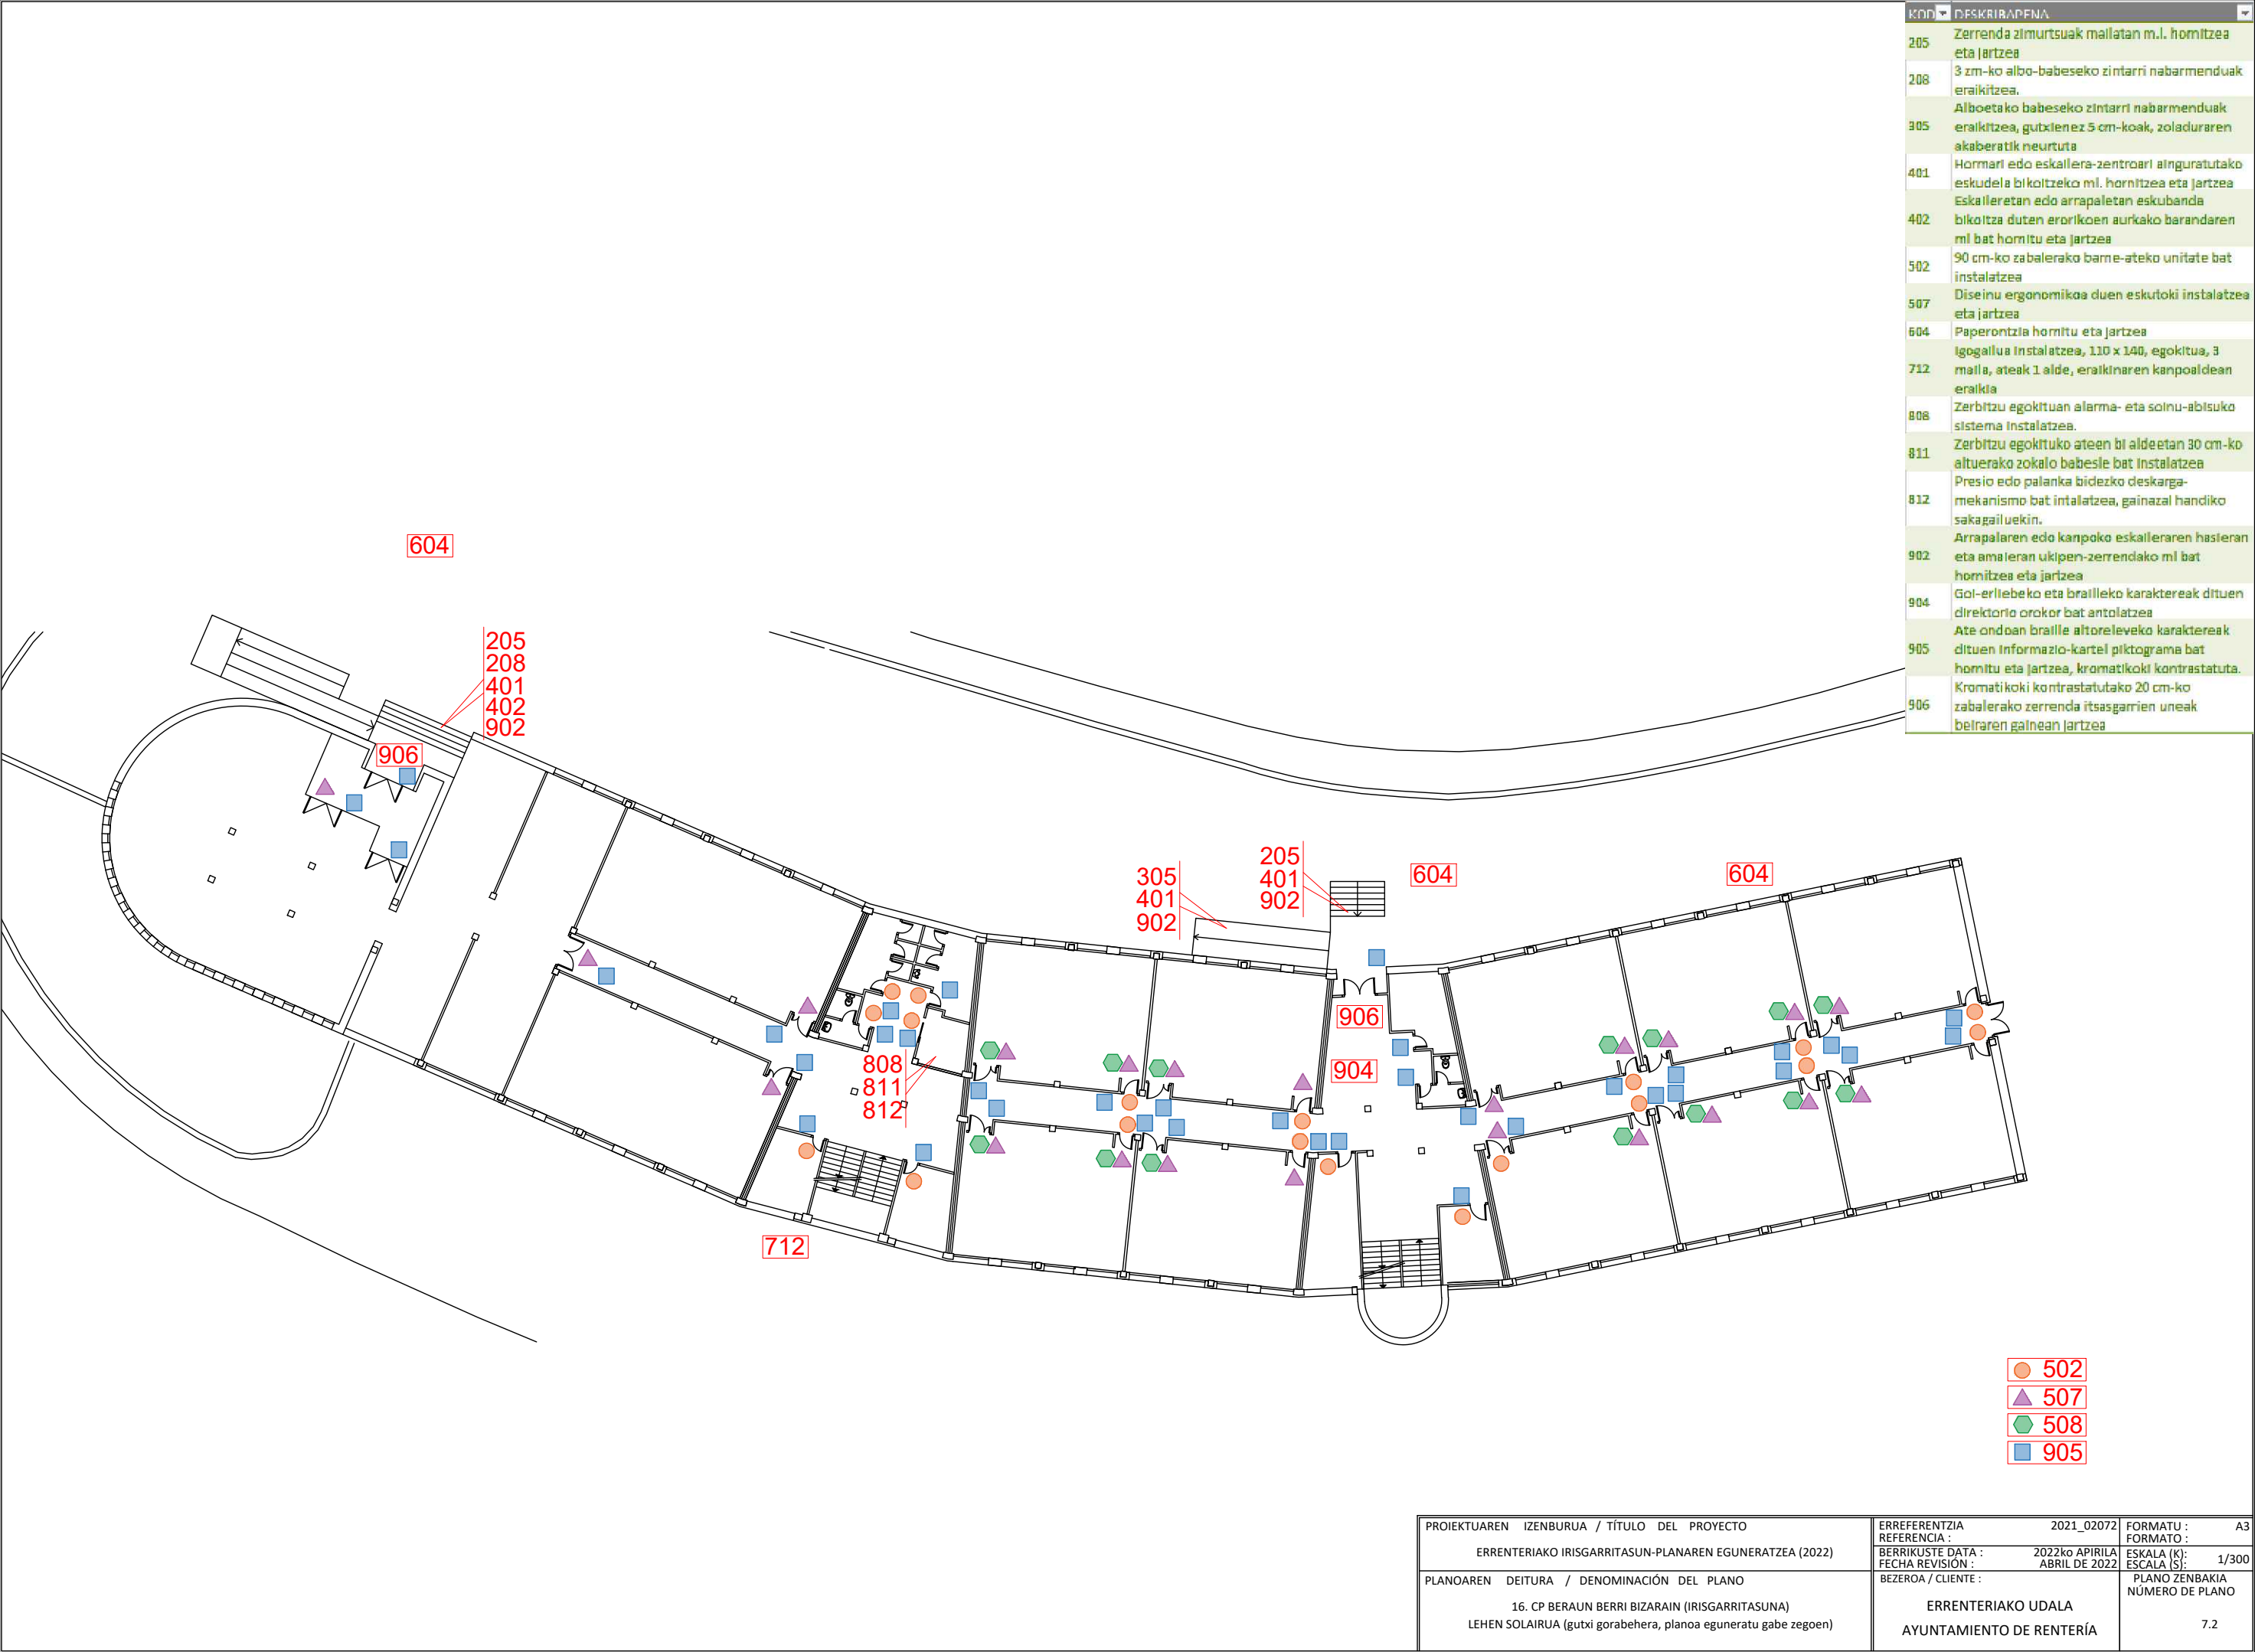 KOD DESKRIBAPENA
205 Zerrenda zimurtsuak mailatan m.l. hornitzea
eta jartzea
208 3 zm-ko albo-babeseko zintarri nabarmenduak
eraikitzea.
305 Alboetako babeseko zintarri nabarmenduak
eraikitzea, gutxienez 5 cm-koak, zoladuraren
akaberatik neurtuta
401 Hormari edo eskailera-zentroari ainguratutako
eskudela bikoitzeko ml. hornitzea eta jartzea
402 Eskaileretan edo arrapaletan eskubanda
bikoitza duten erorikoen aurkako barandaren
ml bat hornitu eta jartzea
502 90 cm-ko zabalerako barne-ateko unitate bat
instalatzea
507 Diseinu ergonomikoa duen eskutoki instalatzea
eta jartzea
604 Paperontzia hornitu eta jartzea
712 Igogailua instalatzea, 110 x 140, egokitua, 3
maila, ateak 1 alde, eraikinaren kanpoaldean
eraikia
808 Zerbitzu egokituan alarma- eta soinu-abisuko
sistema instalatzea.
811 Zerbitzu egokituko ateen bi aldeetan 30 cm-ko
altuerako zokalo babesle bat instalatzea
812 Presio edo palanka bidezko deskarga-
mekanismo bat intalatzea, gainazal handiko
sakagailuekin.
902 Arrapalaren edo kanpoko eskaileraren hasieran
eta amaieran ukipen-zerrendako ml bat
hornitzea eta jartzea
904 Goi-erliebeko eta brailleko karaktereak dituen
direktorio orokor bat antolatzea
905 Ate ondoan braille altoreleveko karaktereak
dituen informazio-kartel piktograma bat
hornitu eta jartzea, kromatikoki kontrastatuta.
906 Kromatikoki kontrastatutako 20 cm-ko
zabalerako zerrenda itsasgarrien uneak
beiraren gainean jartzea
604
205
208
401
402
902
906
305
401
902
205
401
902
604
604
906
904
808
811
812
712
502
507
508
905
PROIEKTUAREN IZENBURUA / TÍTULO DEL PROYECTO
ERRENTERIAKO IRISGARRITASUN-PLANAREN EGUNERATZEA (2022)
PLANOAREN DEITURA / DENOMINACIÓN DEL PLANO
16. CP BERAUN BERRI BIZARAIN (IRISGARRITASUNA)
LEHEN SOLAIRUA (gutxi gorabehera, planoa eguneratu gabe zegoen)
ERREFERENTZIA 2021_02072
REFERENCIA :
BERRIKUSTE DATA : 2022ko APIRILA
FECHA REVISIÓN : ABRIL DE 2022
BEZEROA / CLIENTE :
ERRENTERIAKO UDALA
AYUNTAMIENTO DE RENTERÍA
FORMATU : A3
FORMATO :
ESKALA (K): 1/300
ESCALA (S):
PLANO ZENBAKIA
NÚMERO DE PLANO
7.2